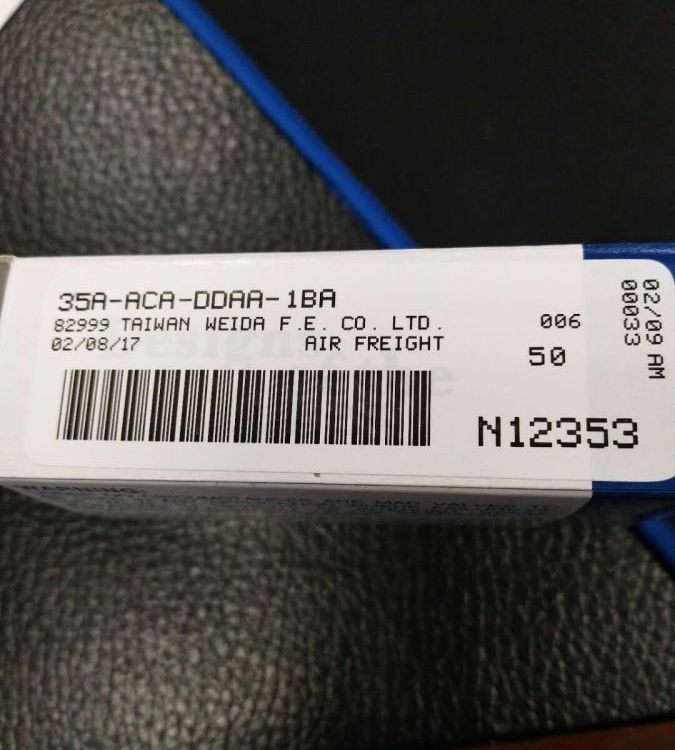 35A-ACA-DDAA-1BA
82999 TAIWAN WEIDA F.E. CO. LTD. 006
02/08/17 AIR FREIGHT 50
N12353
02/09 AM
00033
WARNING: